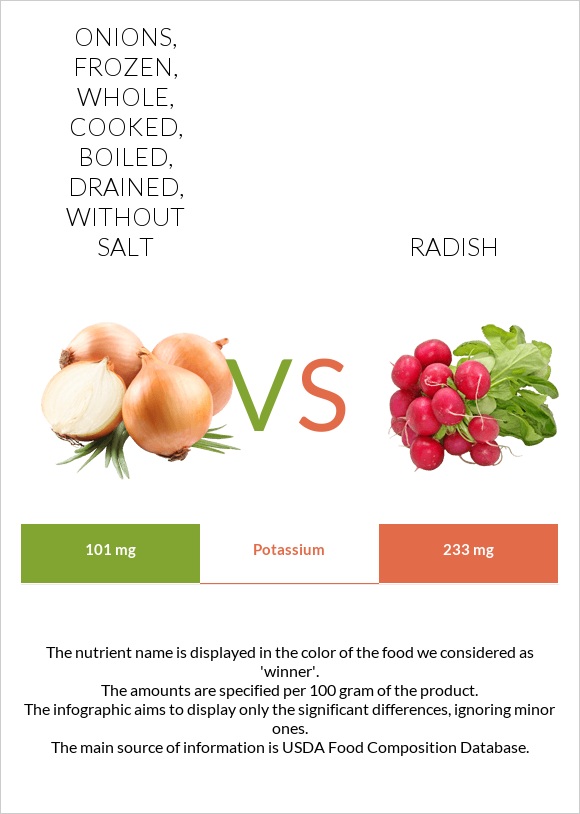 ONIONS,
FROZEN,
WHOLE,
COOKED,
BOILED,
DRAINED,
WITHOUT
SALT
RADISH
VS
101 mg Potassium 233 mg
The nutrient name is displayed in the color of the food we considered as
'winner'.
The amounts are specified per 100 gram of the product.
The infographic aims to display only the significant differences, ignoring minor
ones.
The main source of information is USDA Food Composition Database.